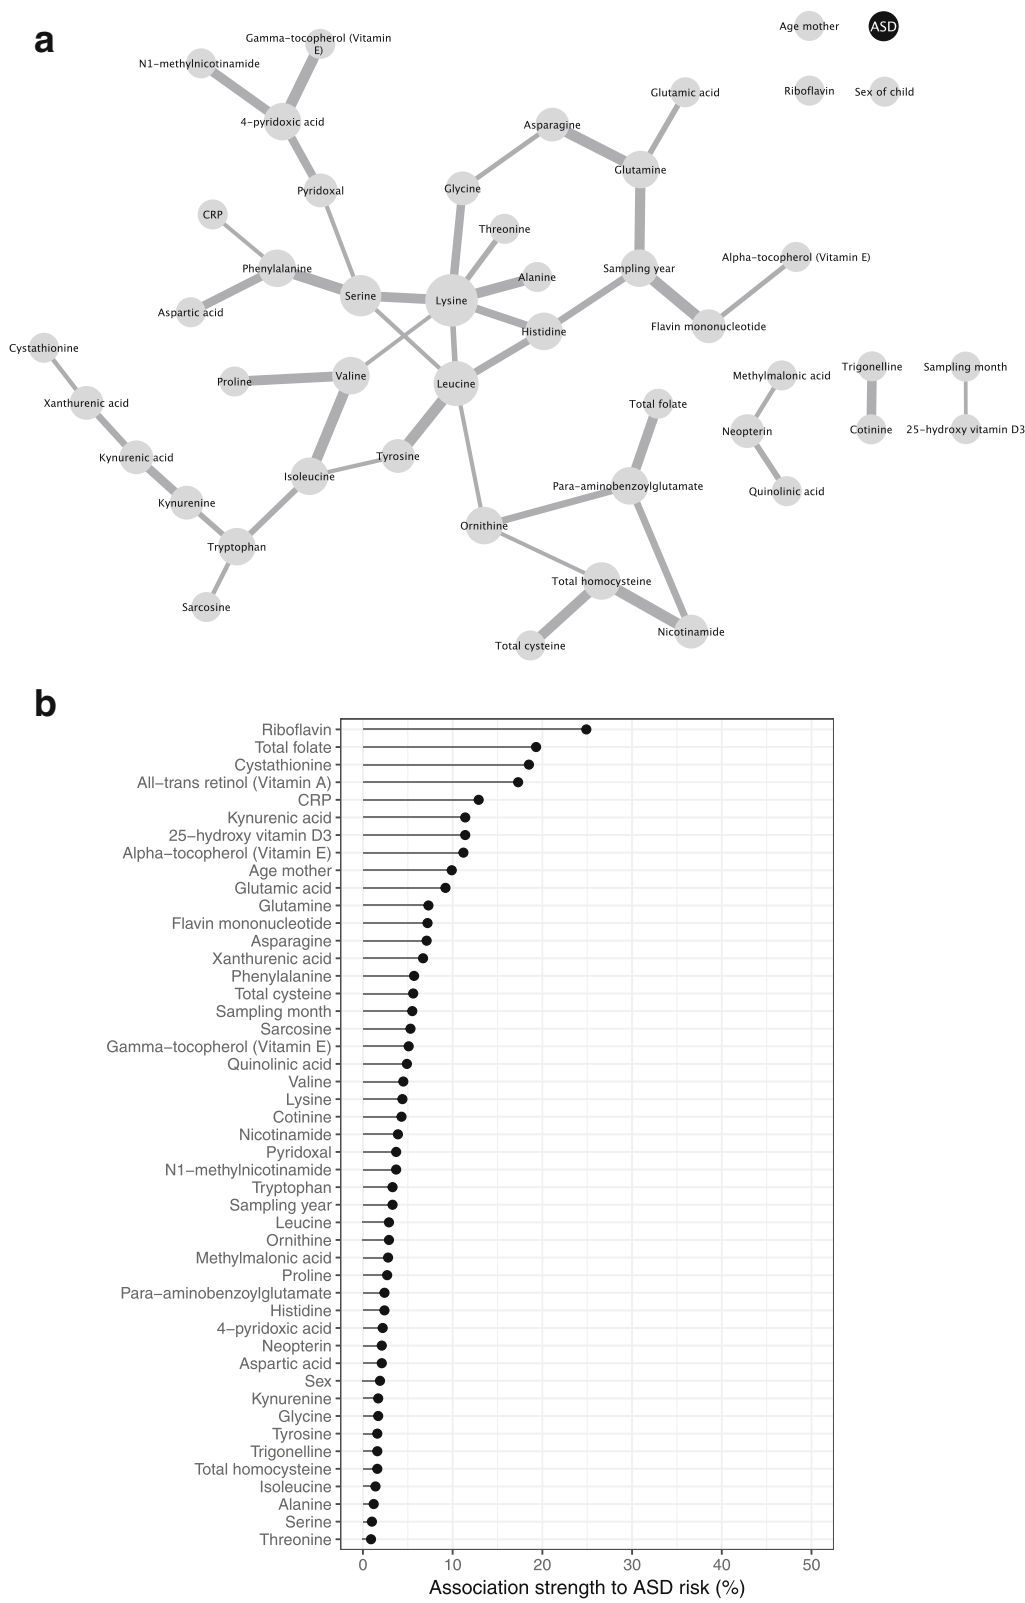 a
Age mother
ASD
Gamma-tocopherol (Vitamin
E)
N1-methylnicotinamide
Riboflavin
Sex of child
Glutamic acid
4-pyridoxic acid
Asparagine
Glutamine
Pyridoxal
Glycine
CRP
Threonine
Alpha-tocopherol (Vitamin E)
Phenylalanine
Sampling year
Alanine
Serine
Lysine
Aspartic acid
Flavin mononucleotide
Histidine
Cystathionine
Trigonelline
Sampling month
Methylmalonic acid
Proline
Valine
Leucine
Xanthurenic acid
Total folate
Neopterin
Cotinine
25-hydroxy vitamin D3
Kynurenic acid
Tyrosine
Isoleucine
Para-aminobenzoylglutamate
Quinolinic acid
Kynurenine
Ornithine
Tryptophan
Total homocysteine
Sarcosine
Nicotinamide
Total cysteine
b
Riboflavin
Total folate
Cystathionine
All−trans retinol (Vitamin A)
CRP
Kynurenic acid
25−hydroxy vitamin D3
Alpha−tocopherol (Vitamin E)
Age mother
Glutamic acid
Glutamine
Flavin mononucleotide
Asparagine
Xanthurenic acid
Phenylalanine
Total cysteine
Sampling month
Sarcosine
Gamma−tocopherol (Vitamin E)
Quinolinic acid
Valine
Lysine
Cotinine
Nicotinamide
Pyridoxal
N1−methylnicotinamide
Tryptophan
Sampling year
Leucine
Ornithine
Methylmalonic acid
Proline
Para−aminobenzoylglutamate
Histidine
4−pyridoxic acid
Neopterin
Aspartic acid
Sex
Kynurenine
Glycine
Tyrosine
Trigonelline
Total homocysteine
Isoleucine
Alanine
Serine
Threonine
0 10 20 30 40 50
Association strength to ASD risk (%)